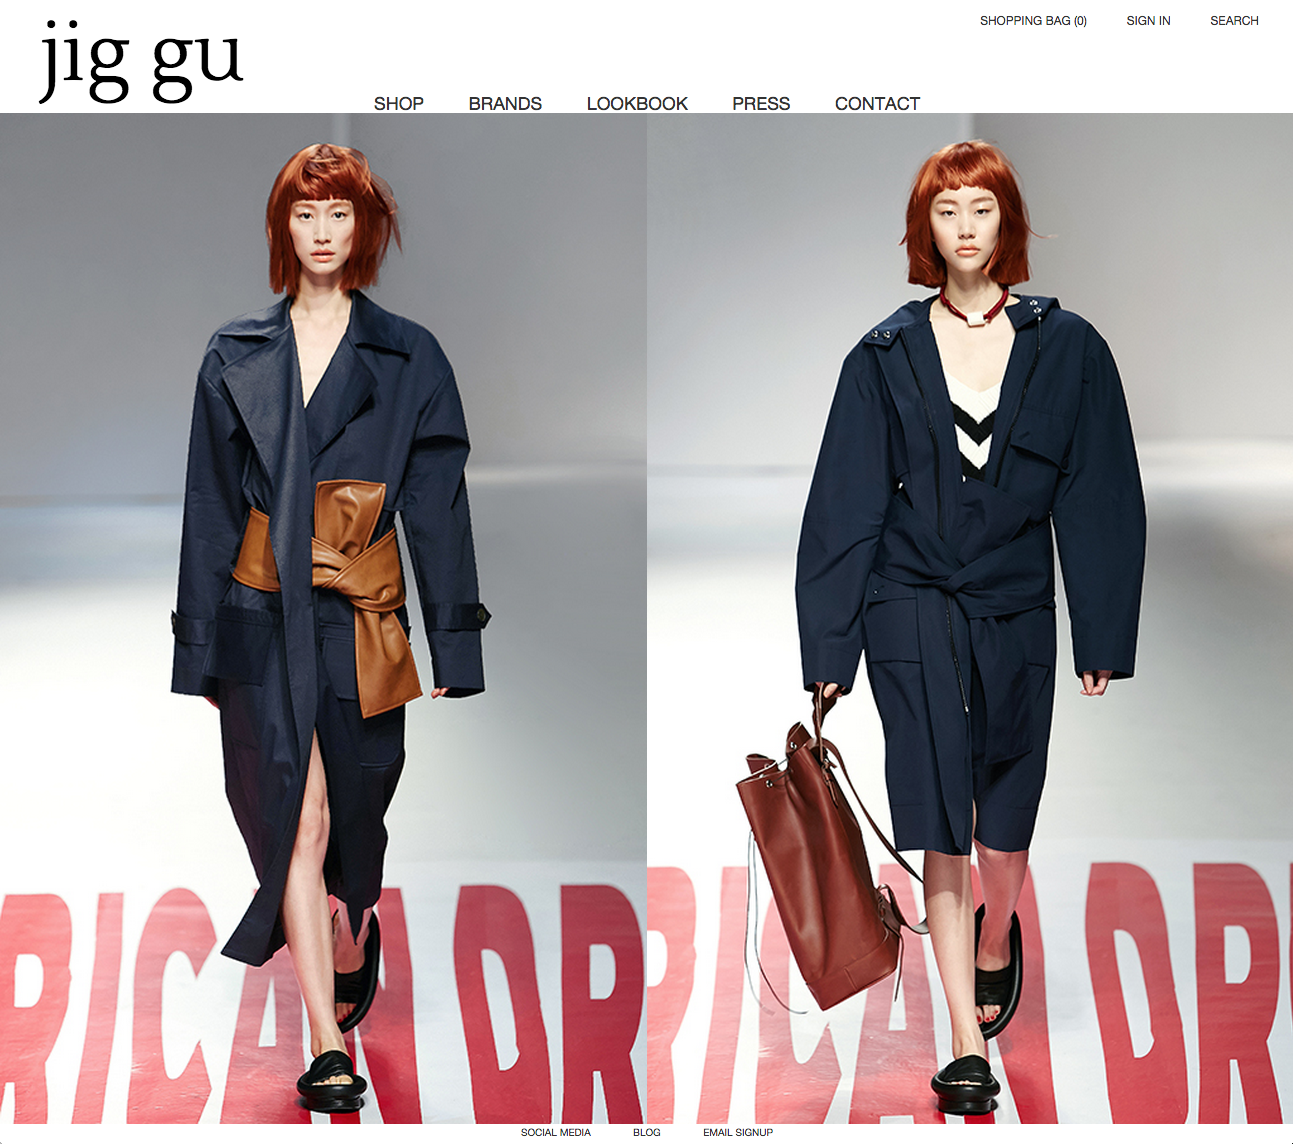 jig gu
SHOPPING BAG (0) SIGN IN SEARCH
SHOP BRANDS LOOKBOOK PRESS CONTACT
RICAN DR
RICAN DR
SOCIAL MEDIA BLOG EMAIL SIGNUP